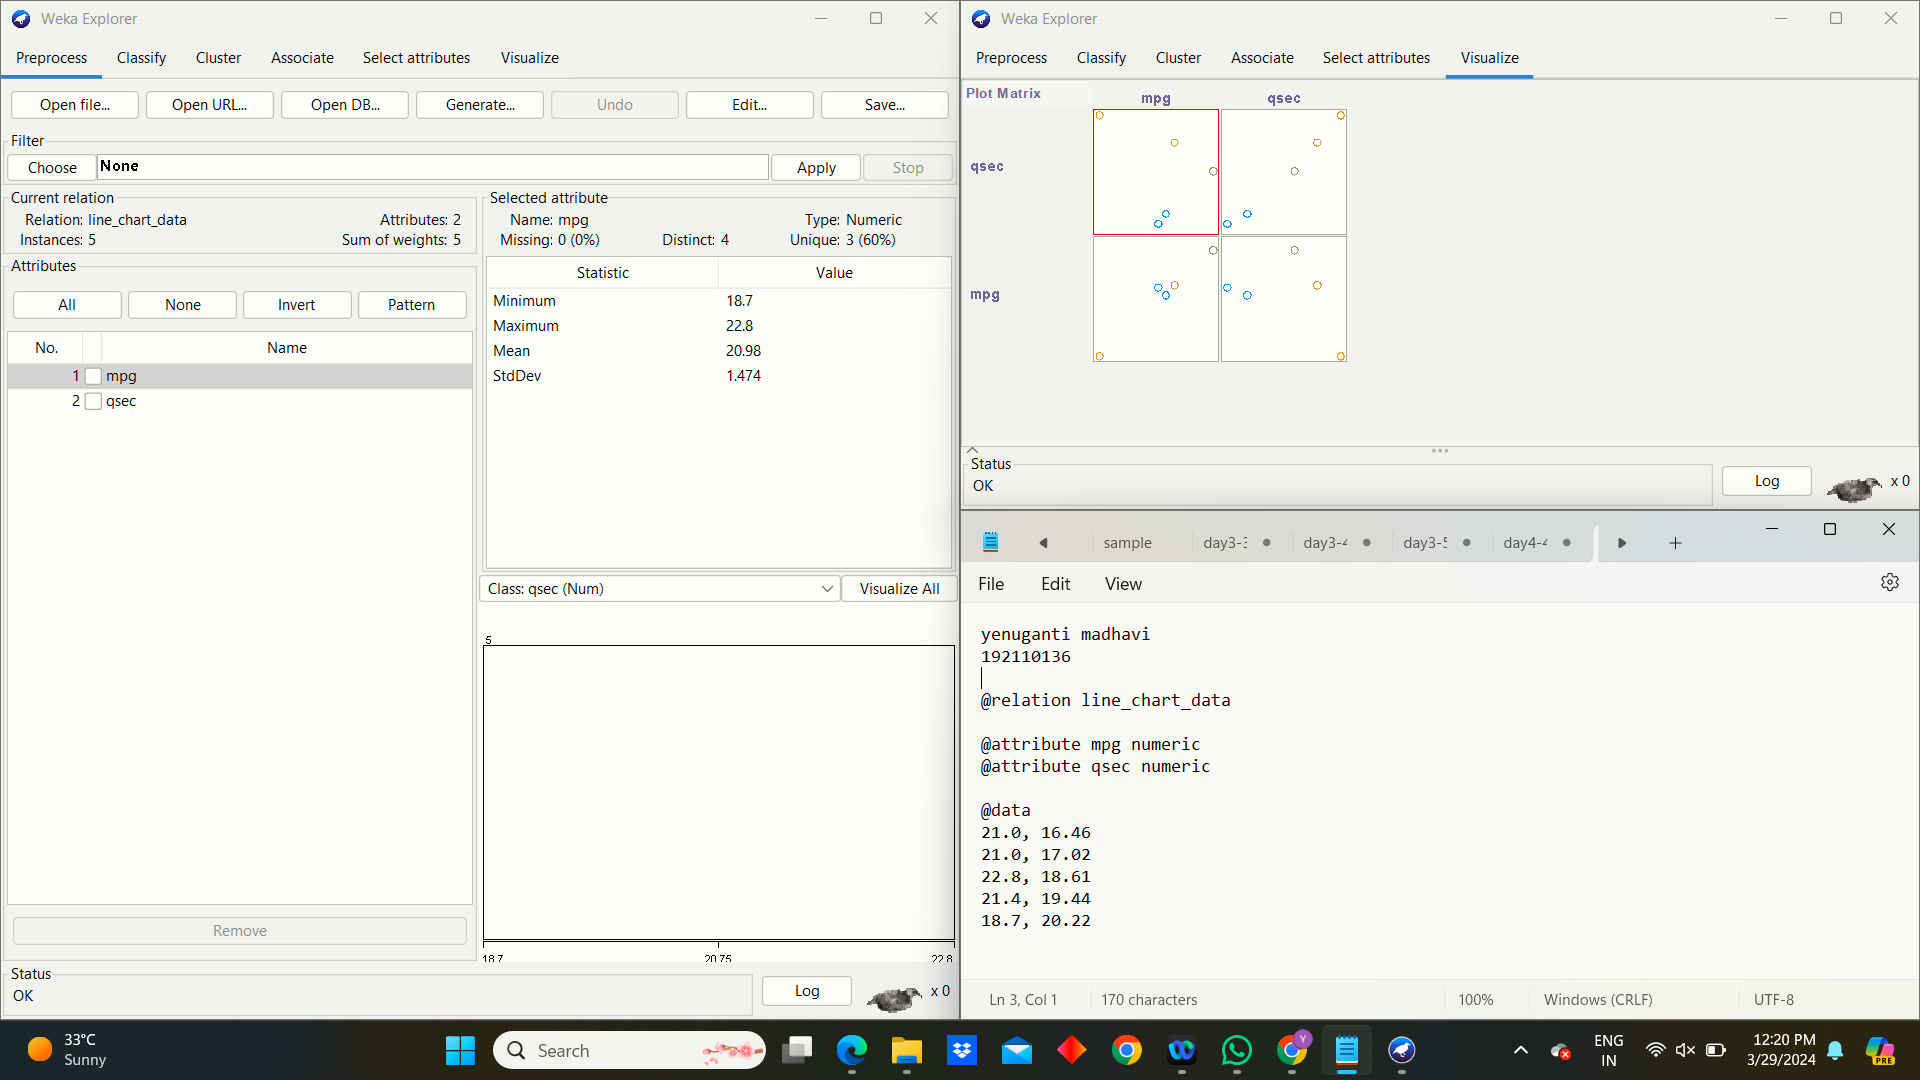 Weka Explorer
Preprocess Classify Cluster Associate Select attributes Visualize
Open file... Open URL... Open DB... Generate... Undo Edit... Save...
Filter
Choose None Apply Stop
Current relation
Relation: line_chart_data Attributes: 2
Instances: 5 Sum of weights: 5
Attributes
All None Invert Pattern
No. Name
1 mpg
2 qsec
Remove
Status
OK
Selected attribute
Name: mpg Type: Numeric
Missing: 0 (0%) Distinct: 4 Unique: 3 (60%)
Statistic Value
Minimum 18.7
Maximum 22.8
Mean 20.98
StdDev 1.474
Class: qsec (Num) Visualize All
5
18.7 20.75 22.8
Log x 0
Weka Explorer
Preprocess Classify Cluster Associate Select attributes Visualize
Plot Matrix mpg qsec
qsec
mpg
Status
OK Log x 0
sample day3-3 day3-4 day3-5 day4-4
File Edit View
yenuganti madhavi
192110136
@relation line_chart_data
@attribute mpg numeric
@attribute qsec numeric
@data
21.0, 16.46
21.0, 17.02
22.8, 18.61
21.4, 19.44
18.7, 20.22
Ln 3, Col 1 170 characters 100% Windows (CRLF) UTF-8
33°C
Sunny
Search
Y
ENG
IN
12:20 PM
3/29/2024
PRE